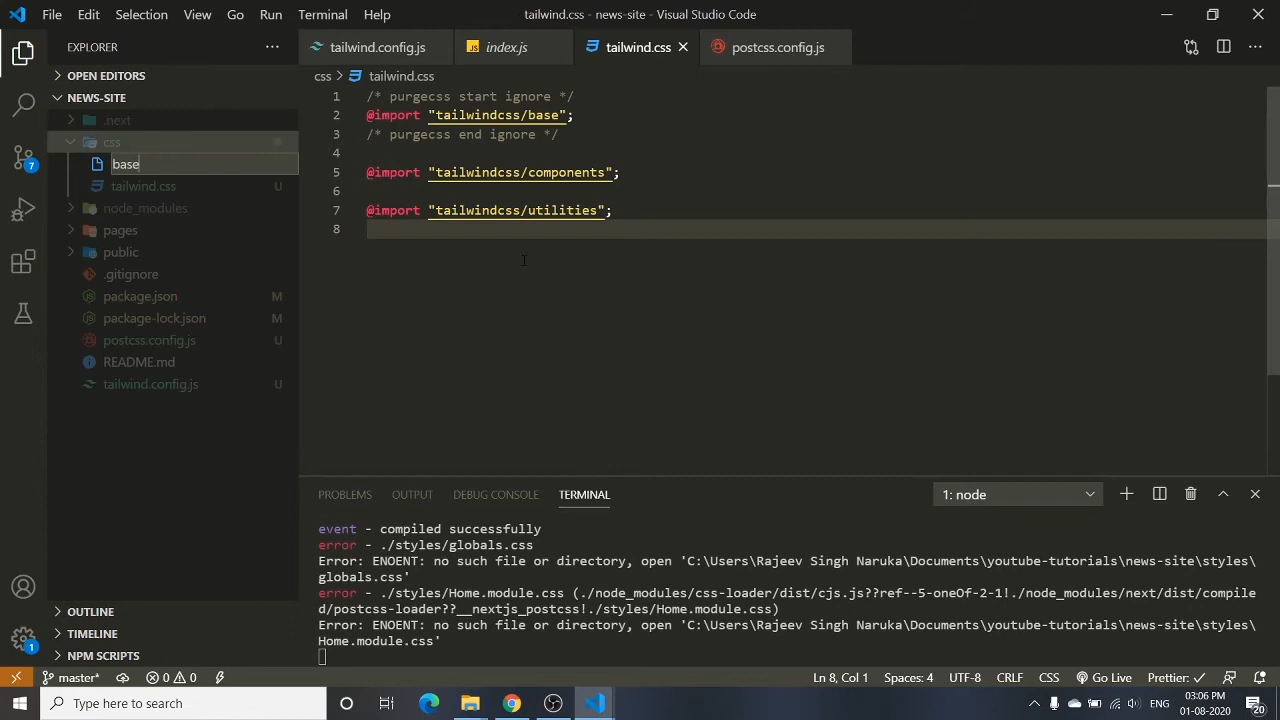 File Edit Selection View Go Run Terminal Help
tailwind.css - news-site - Visual Studio Code
EXPLORER
OPEN EDITORS
NEWS-SITE
.next
css
base
tailwind.css U
node_modules
pages
public
.gitignore
package.json M
package-lock.json M
postcss.config.js U
README.md
tailwind.config.js U
OUTLINE
TIMELINE
NPM SCRIPTS
7
1
tailwind.config.js
JS index.js
tailwind.css
postcss.config.js
css > tailwind.css
1 /* purgecss start ignore */
2 @import "tailwindcss/base";
3 /* purgecss end ignore */
4
5 @import "tailwindcss/components";
6
7 @import "tailwindcss/utilities";
8
PROBLEMS OUTPUT DEBUG CONSOLE TERMINAL
1: node
event - compiled successfully
error - ./styles/globals.css
Error: ENOENT: no such file or directory, open 'C:\Users\Rajeev Singh Naruka\Documents\youtube-tutorials\news-site\styles\
globals.css'
error - ./styles/Home.module.css (./node_modules/css-loader/dist/cjs.js??ref--5-oneOf-2-1!./node_modules/next/dist/compile
d/postcss-loader??__nextjs_postcss!./styles/Home.module.css)
Error: ENOENT: no such file or directory, open 'C:\Users\Rajeev Singh Naruka\Documents\youtube-tutorials\news-site\styles\
Home.module.css'
master* 0 0
Ln 8, Col 1 Spaces: 4 UTF-8 CRLF CSS Go Live Prettier: ✓
Type here to search
03:06 PM
01-08-2020
20